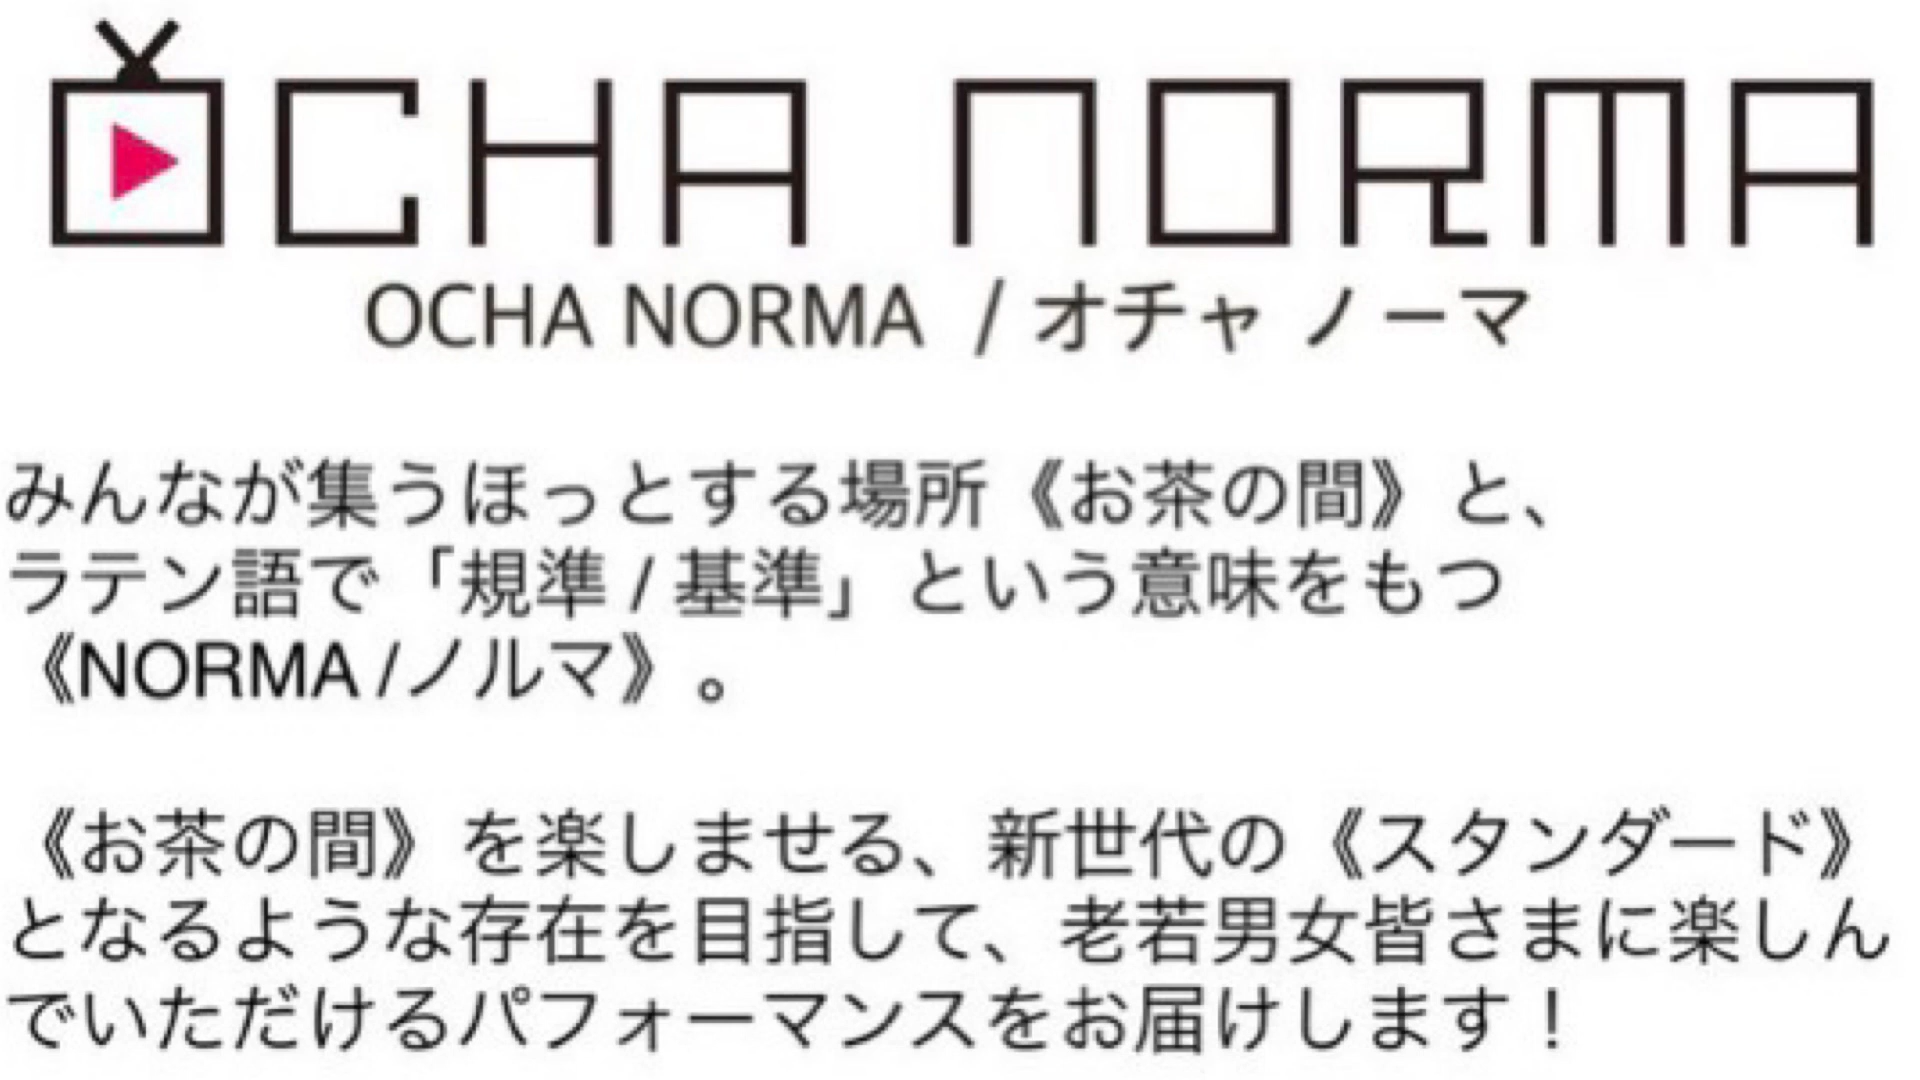 OCHA NORMA
OCHA NORMA / オチャ ノーマ
みんなが集うほっとする場所《お茶の間》と、
ラテン語で「規準 / 基準」という意味をもつ
《NORMA /ノルマ》。
《お茶の間》を楽しませる、新世代の《スタンダード》
となるような存在を目指して、老若男女皆さまに楽しん
でいただけるパフォーマンスをお届けします！